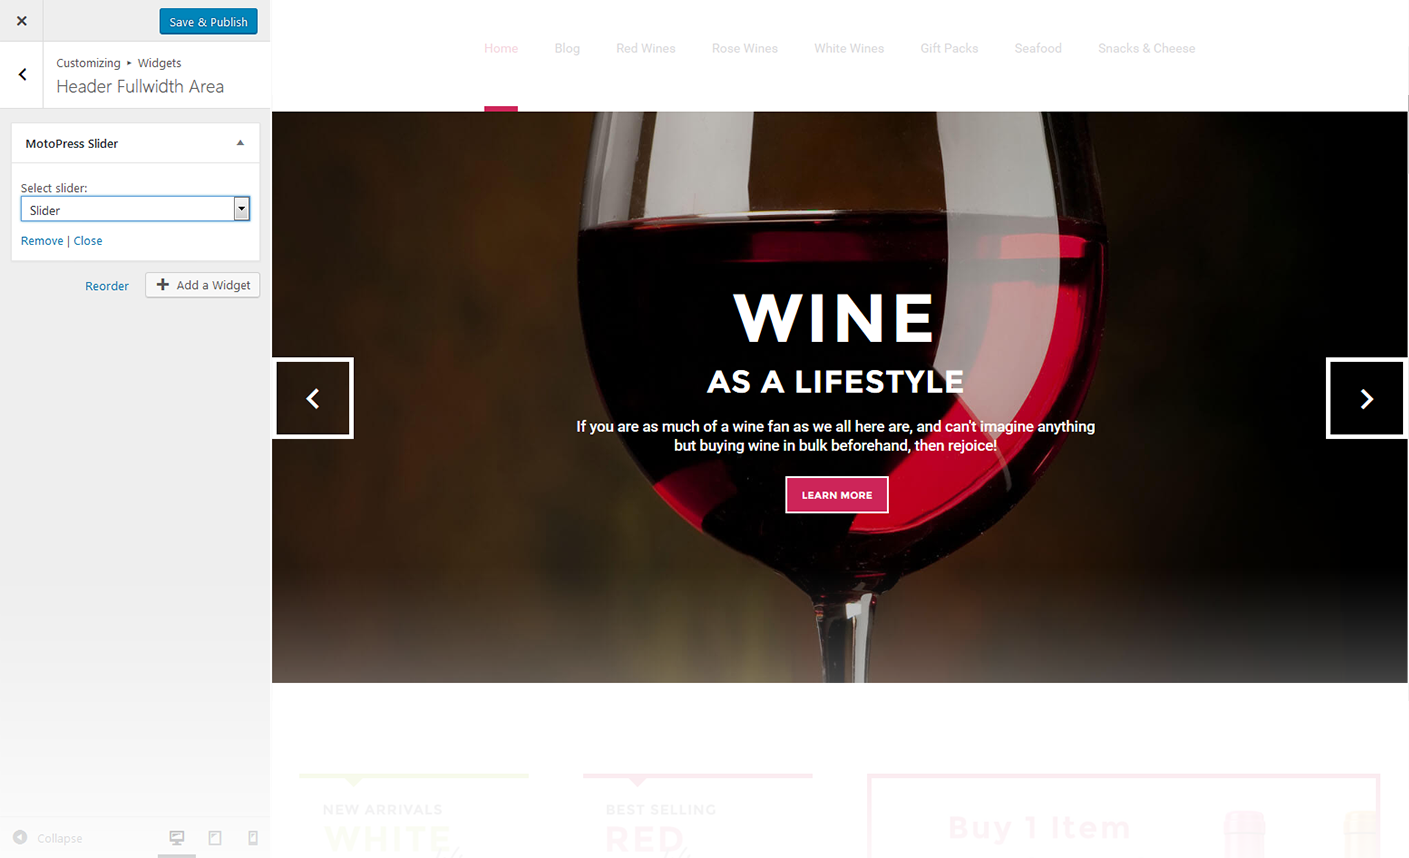 Save & Publish
Customizing ▸ Widgets
Header Fullwidth Area
MotoPress Slider
Select slider:
Slider
Remove | Close
Reorder
Add a Widget
Collapse
Home Blog Red Wines Rose Wines White Wines Gift Packs Seafood Snacks & Cheese
WINE
AS A LIFESTYLE
If you are as much of a wine fan as we all here are, and can't imagine anything
but buying wine in bulk beforehand, then rejoice!
LEARN MORE
NEW ARRIVALS
WHITE
BEST SELLING
RED
Buy 1 Item